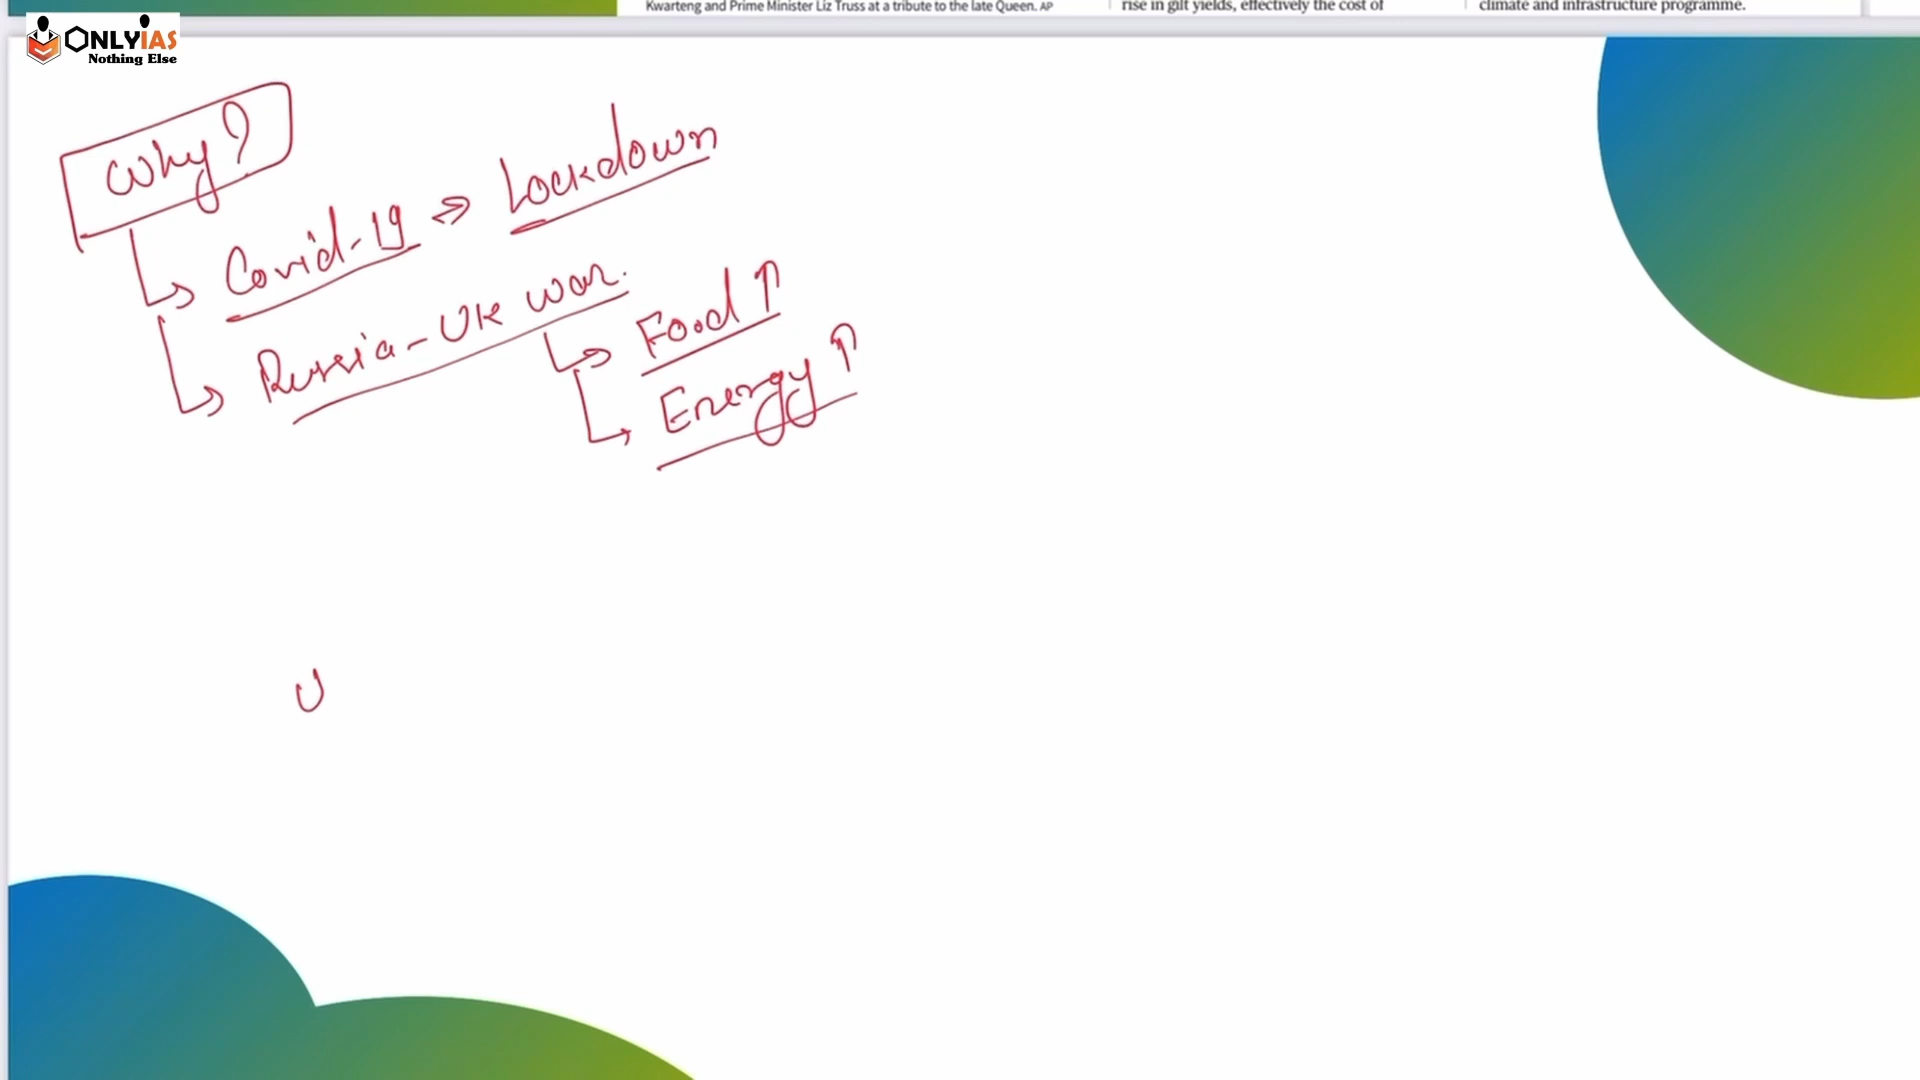 Kwarteng and Prime Minister Liz Truss at a tribute to the late Queen. AP
rise in gilt yields, effectively the cost of
climate and infrastructure programme.
ONLYIAS
Nothing Else
Why?
Covid-19 ⇒ Lockdown
Russia-UK war.
Food ↑
Energy ↑
U